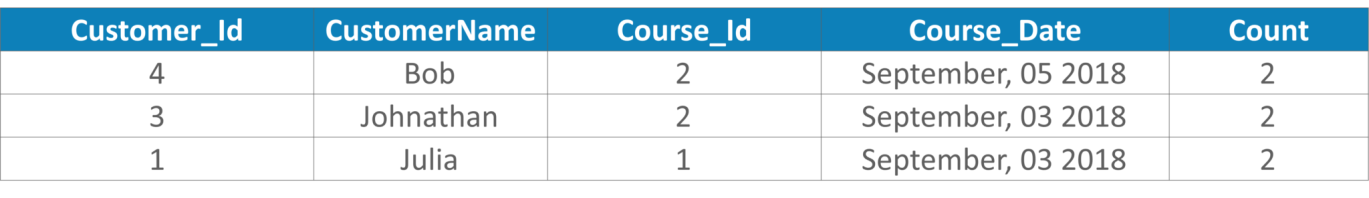 Customer_Id CustomerName Course_Id Course_Date Count
4 Bob 2 September, 05 2018 2
3 Johnathan 2 September, 03 2018 2
1 Julia 1 September, 03 2018 2